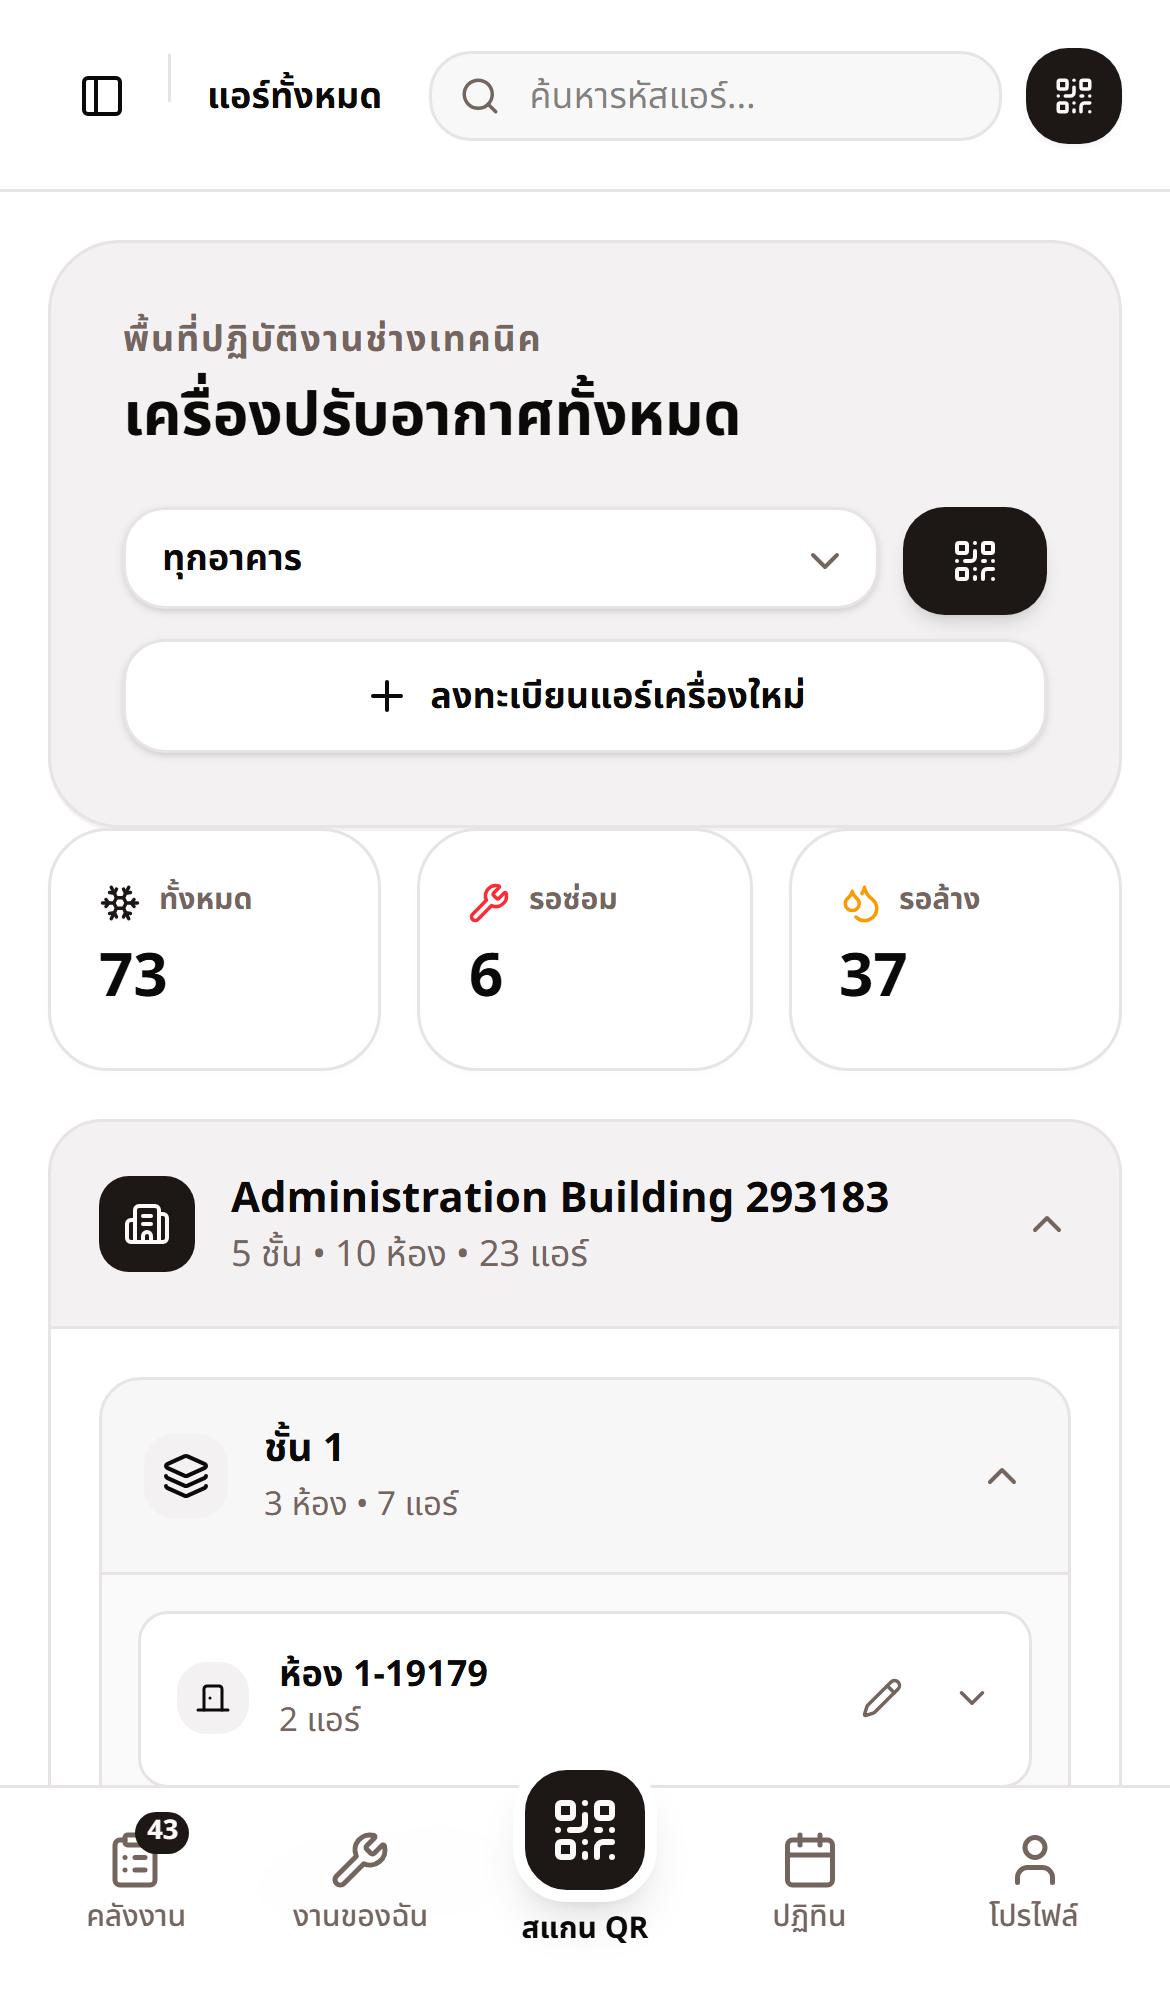 แอร์ทั้งหมด
ค้นหารหัสแอร์...
พื้นที่ปฏิบัติงานช่างเทคนิค
เครื่องปรับอากาศทั้งหมด
ทุกอาคาร
ลงทะเบียนแอร์เครื่องใหม่
ทั้งหมด
73
รอซ่อม
6
รอล้าง
37
Administration Building 293183
5 ชั้น • 10 ห้อง • 23 แอร์
ชั้น 1
3 ห้อง • 7 แอร์
ห้อง 1-19179
2 แอร์
43
คลังงาน
งานของฉัน
สแกน QR
ปฏิทิน
โปรไฟล์